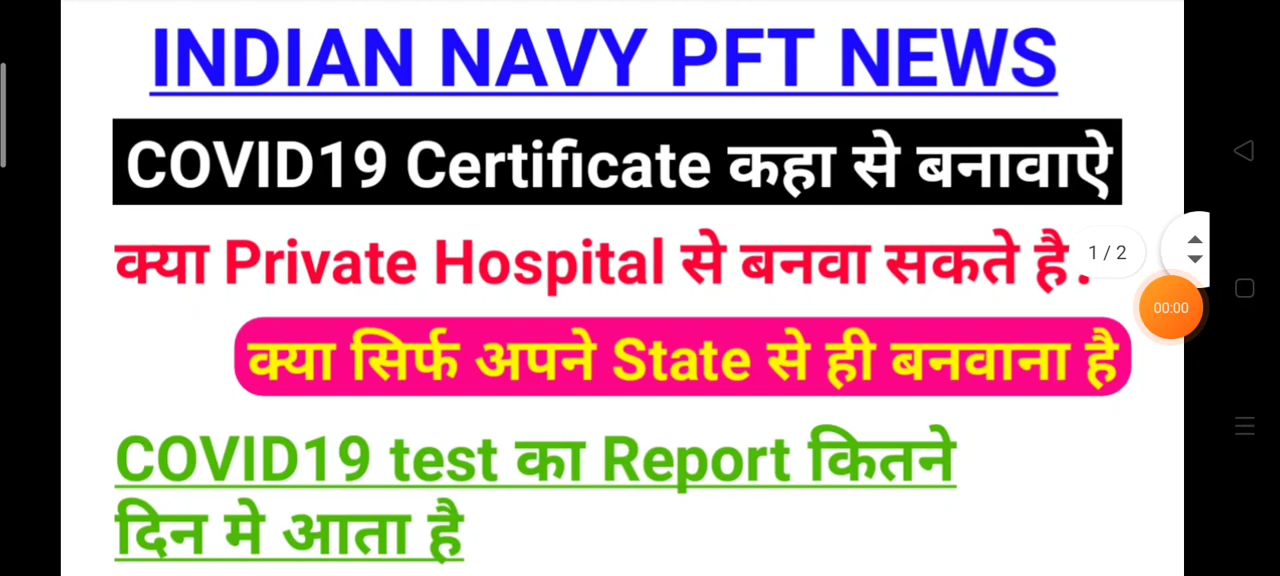 INDIAN NAVY PFT NEWS
COVID19 Certificate कहा से बनावाऐ
क्या Private Hospital से बनवा सकते है?
1 / 2
00:00
क्या सिर्फ अपने State से ही बनवाना है
COVID19 test का Report कितने
दिन मे आता है